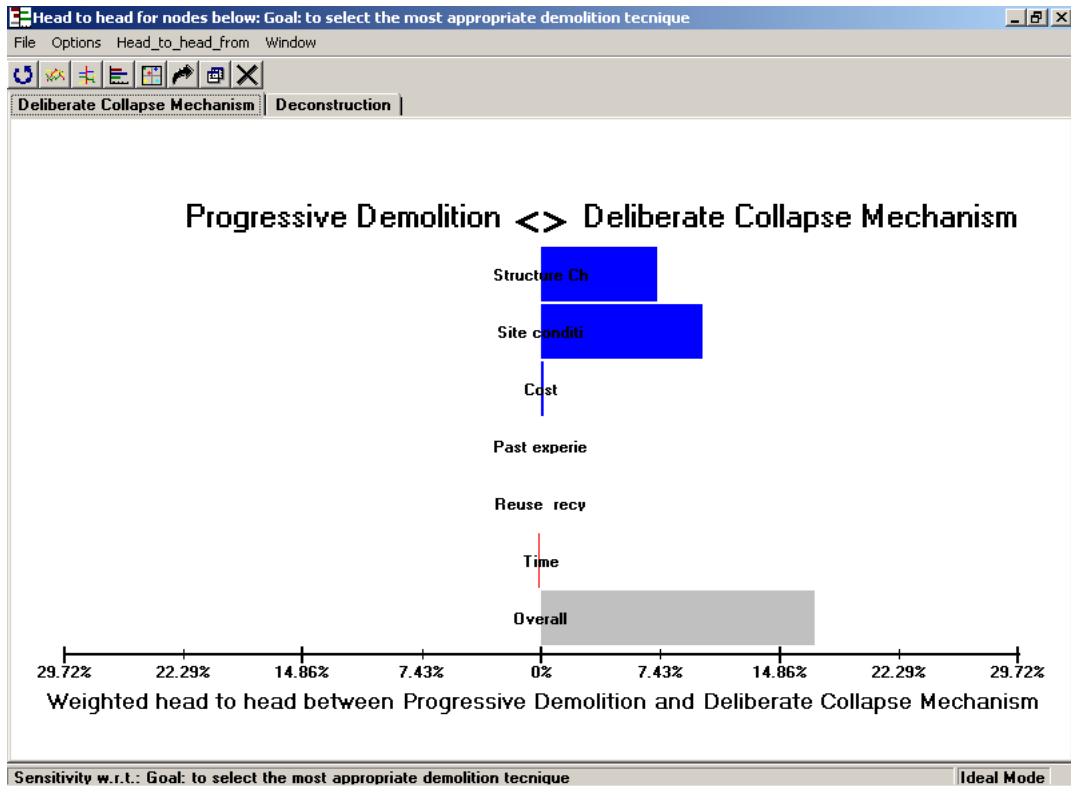 Head to head for nodes below: Goal: to select the most appropriate demolition tecnique
File Options Head_to_head_from Window
Deliberate Collapse Mechanism Deconstruction
Progressive Demolition <> Deliberate Collapse Mechanism
Structure Ch
Site conditi
Cost
Past experie
Reuse recy
Time
Overall
29.72% 22.29% 14.86% 7.43% 0% 7.43% 14.86% 22.29% 29.72%
Weighted head to head between Progressive Demolition and Deliberate Collapse Mechanism
Sensitivity w.r.t.: Goal: to select the most appropriate demolition tecnique Ideal Mode